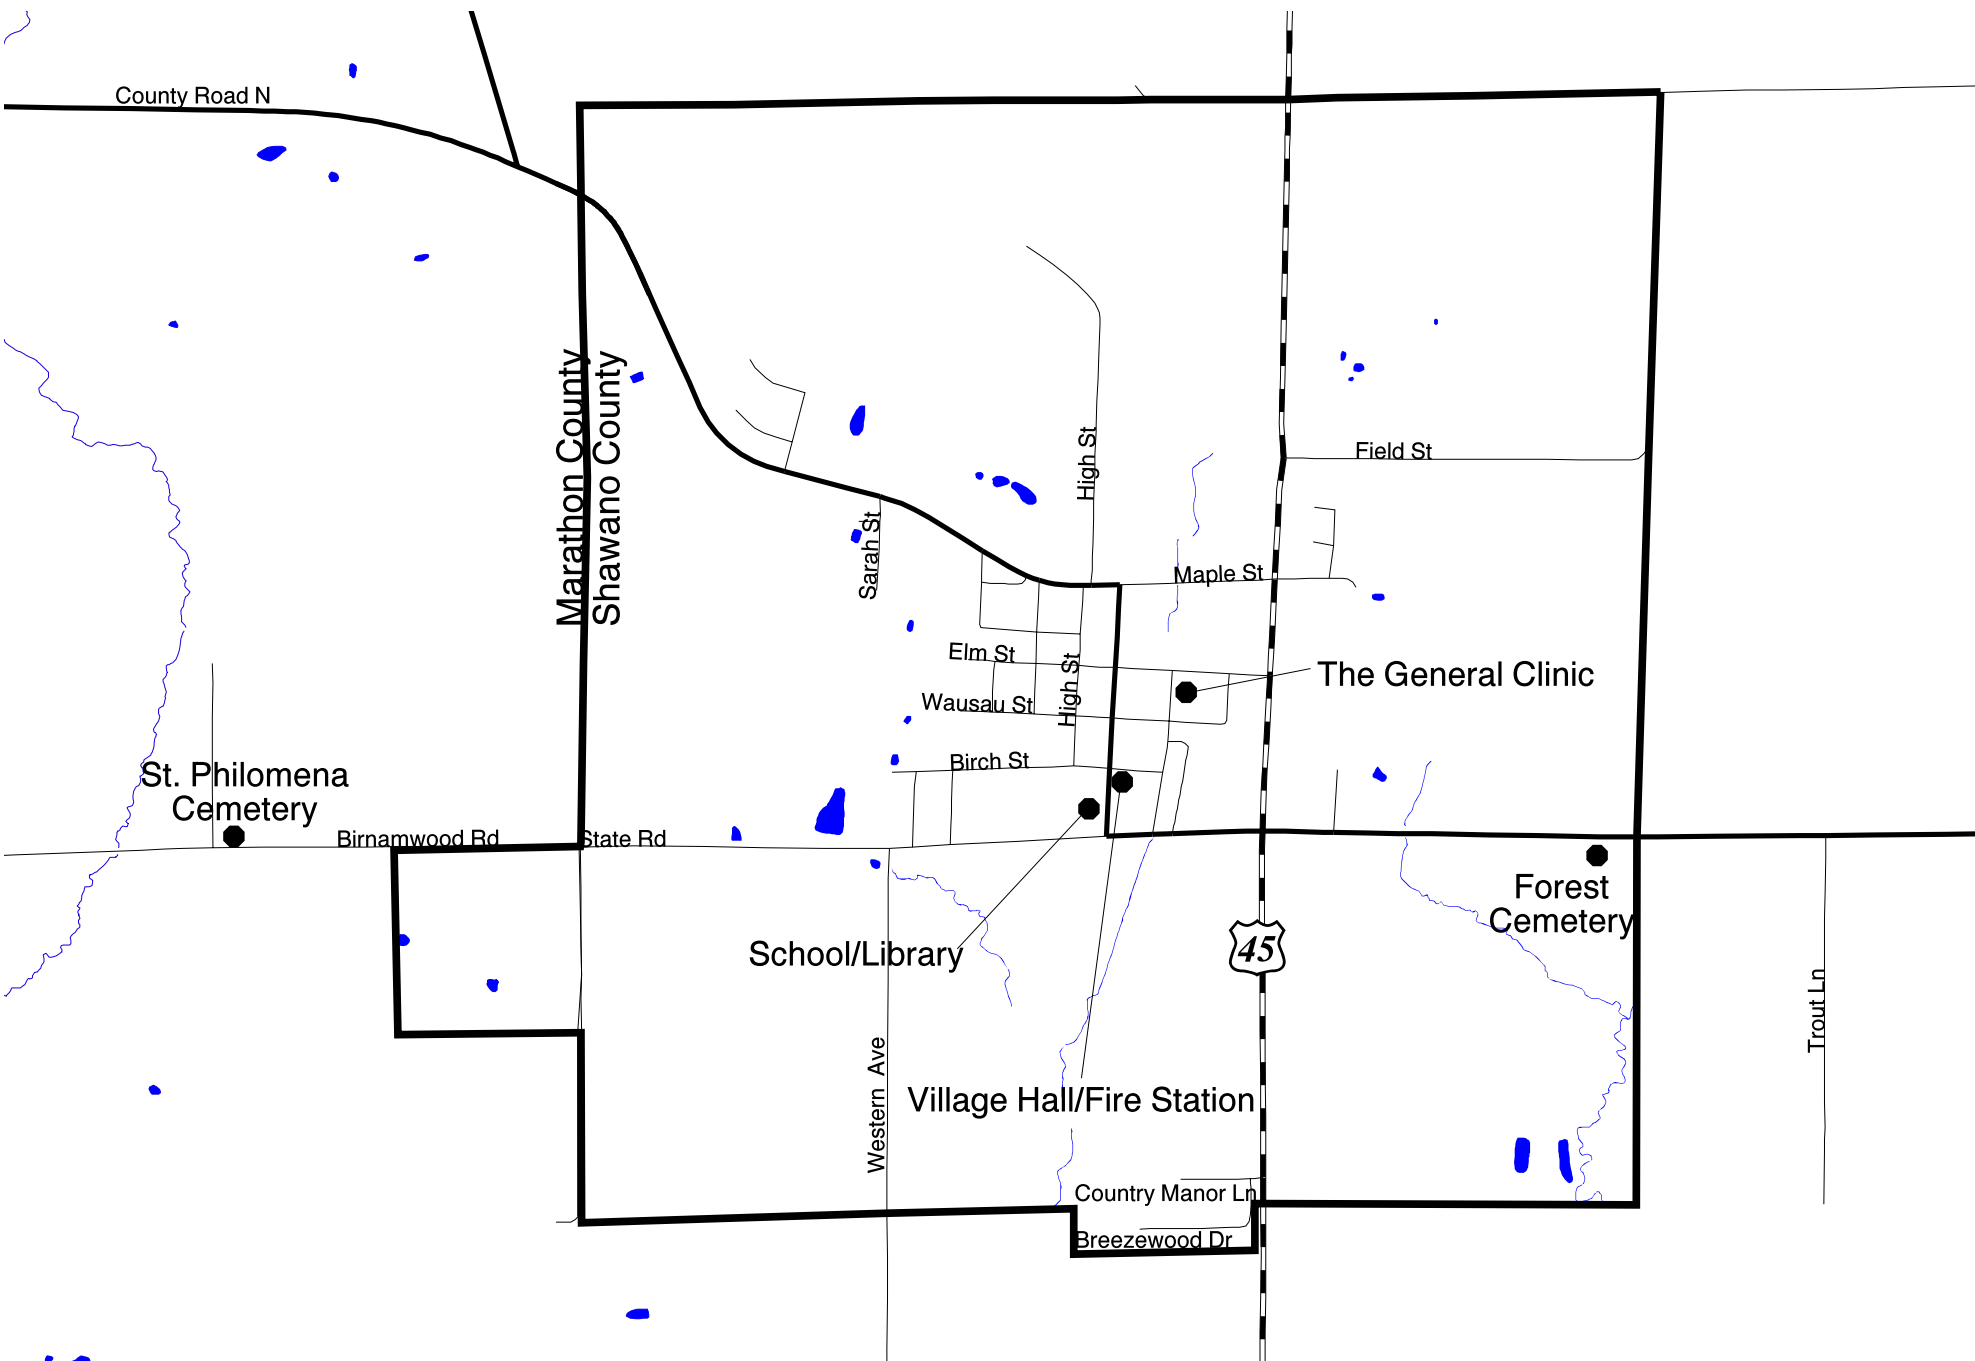 County Road N
Marathon County
Shawano County
High St
Field St
Sarah St
Maple St
Elm St
High St
The General Clinic
Wausau St
Birch St
St. Philomena
Cemetery
Birnamwood Rd
State Rd
Forest
Cemetery
School/Library
45
Trout Ln
Western Ave
Village Hall/Fire Station
Country Manor Ln
Breezewood Dr